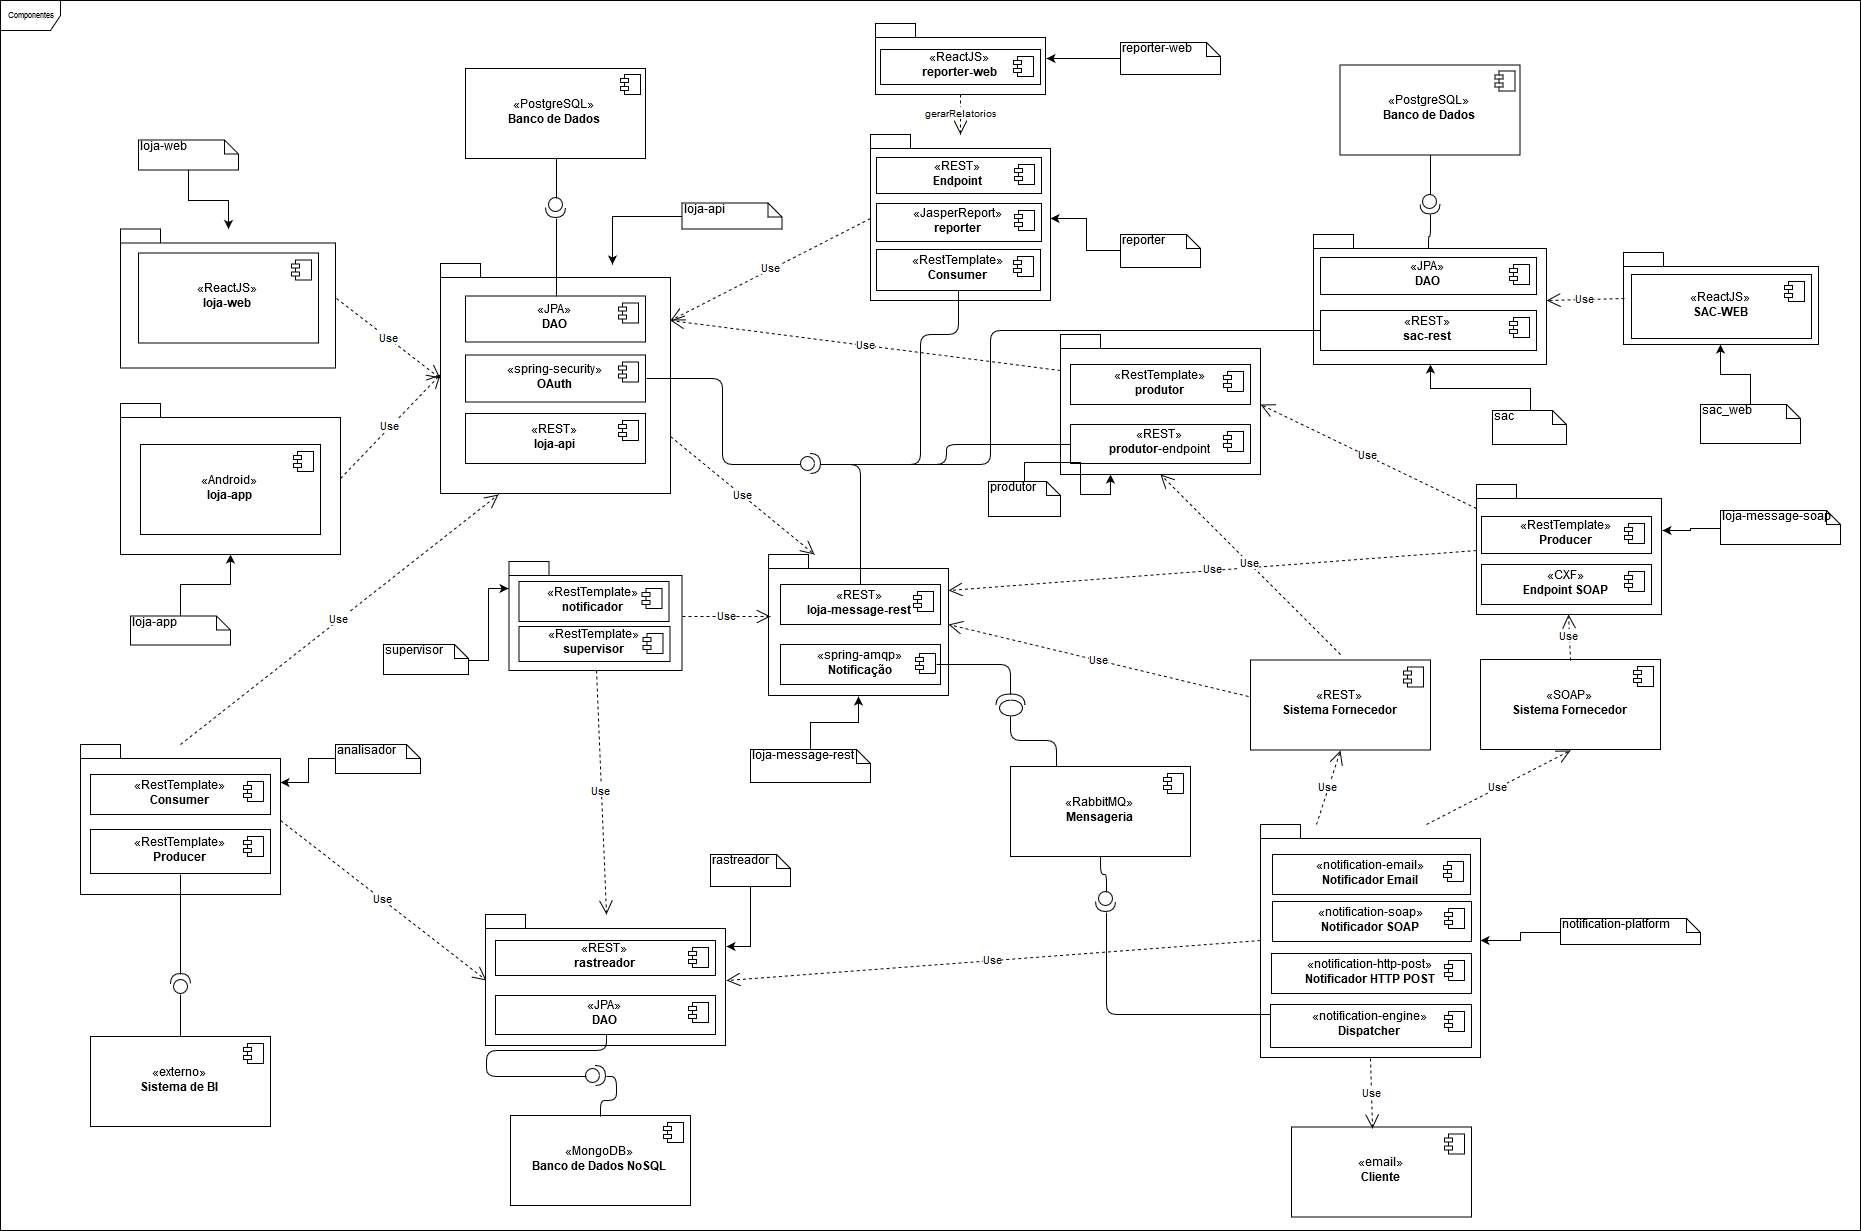 Componentes
«ReactJS»
reporter-web
reporter-web
gerarRelatorios
«PostgreSQL»
Banco de Dados
«PostgreSQL»
Banco de Dados
loja-web
loja-api
«REST»
Endpoint
«JasperReport»
reporter
«RestTemplate»
Consumer
reporter
«ReactJS»
loja-web
Use
«JPA»
DAO
«spring-security»
OAuth
«REST»
loja-api
Use
Use
«JPA»
DAO
«REST»
sac-rest
Use
«ReactJS»
SAC-WEB
sac
sac_web
«RestTemplate»
produtor
«REST»
produtor-endpoint
produtor
«Android»
loja-app
Use
loja-app
Use
Use
«RestTemplate»
Producer
«CXF»
Endpoint SOAP
loja-message-soap
Use
Use
Use
«RestTemplate»
notificador
«RestTemplate»
supervisor
supervisor
Use
«REST»
loja-message-rest
«spring-amqp»
Notificação
loja-message-rest
Use
Use
«REST»
Sistema Fornecedor
«SOAP»
Sistema Fornecedor
analisador
«RestTemplate»
Consumer
«RestTemplate»
Producer
Use
Use
«RabbitMQ»
Mensageria
Use
Use
rastreador
«notification-email»
Notificador Email
«notification-soap»
Notificador SOAP
«notification-http-post»
Notificador HTTP POST
«notification-engine»
Dispatcher
notification-platform
«REST»
rastreador
«JPA»
DAO
Use
«externo»
Sistema de BI
Use
«MongoDB»
Banco de Dados NoSQL
«email»
Cliente